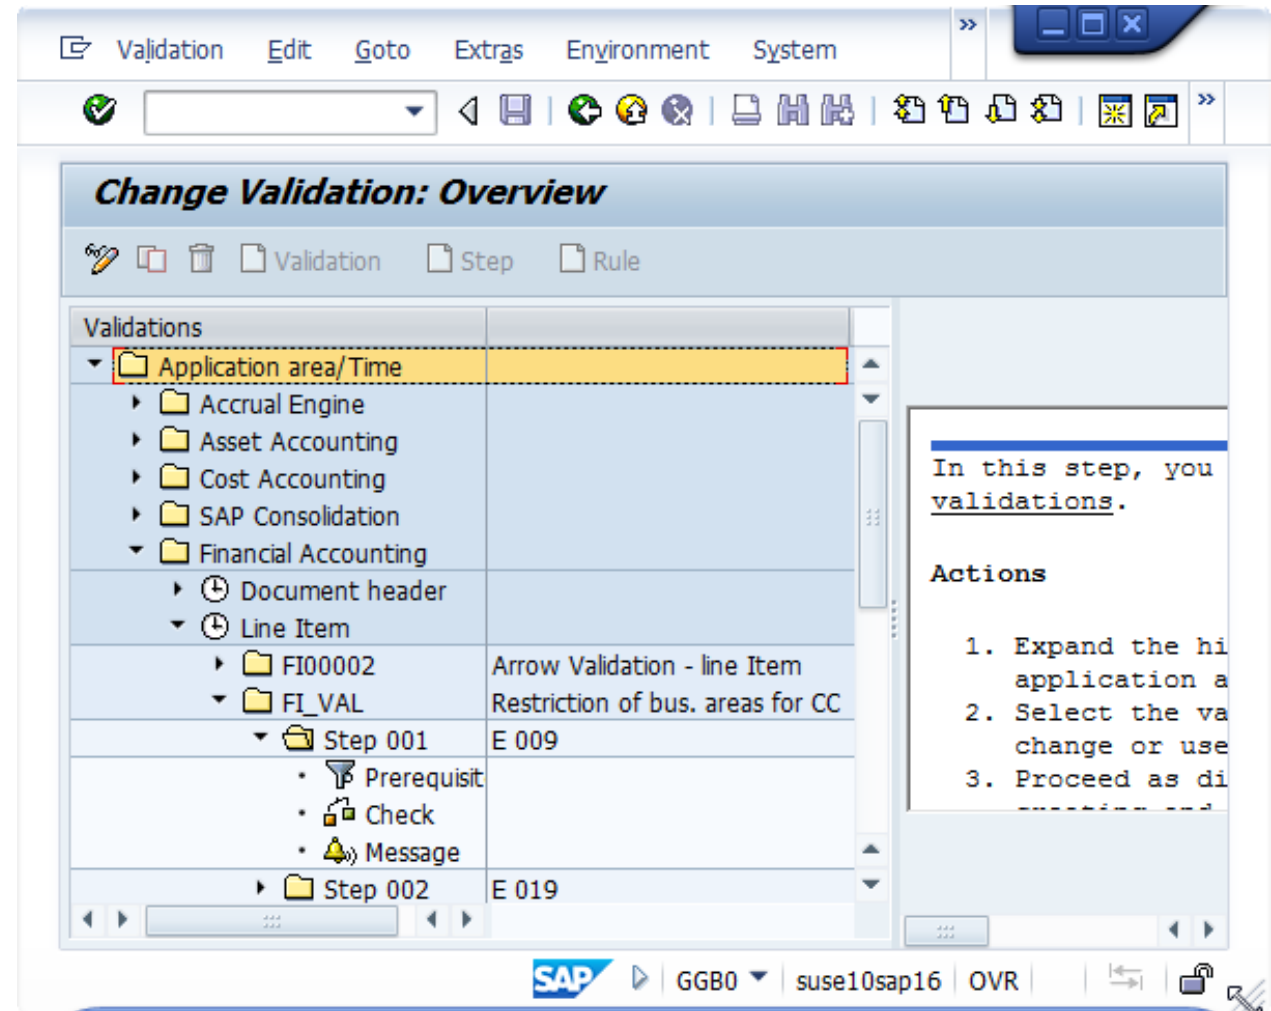 Validation Edit Goto Extras Environment System »
»
Change Validation: Overview
Validation Step Rule
Validations
Application area/Time
Accrual Engine
Asset Accounting
Cost Accounting
SAP Consolidation
Financial Accounting
Document header
Line Item
FI00002 Arrow Validation - line Item
FI_VAL Restriction of bus. areas for CC
Step 001 E 009
Prerequisit
Check
Message
Step 002 E 019
In this step, you
validations.
Actions
1. Expand the hi
application a
2. Select the va
change or use
3. Proceed as di
SAP GGB0 suse10sap16 OVR